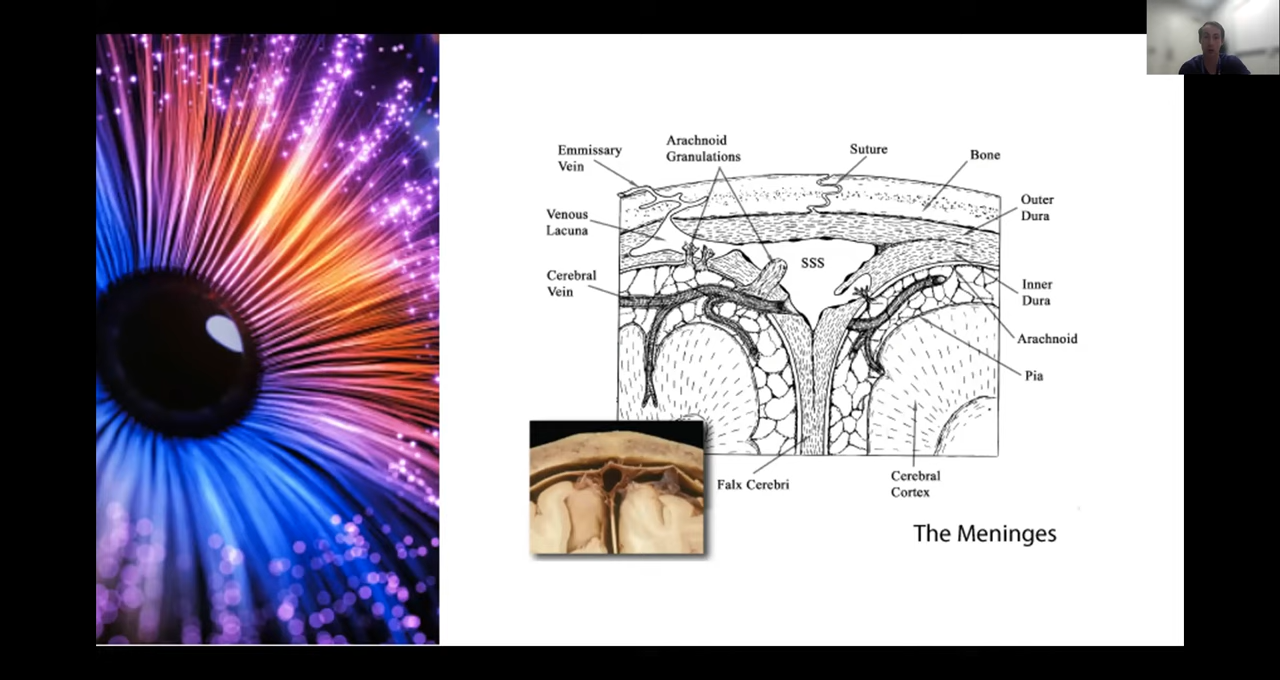 Emmissary
Vein
Arachnoid
Granulations
Suture
Bone
Venous
Lacuna
Outer
Dura
SSS
Cerebral
Vein
Inner
Dura
Arachnoid
Pia
Falx Cerebri
Cerebral
Cortex
The Meninges